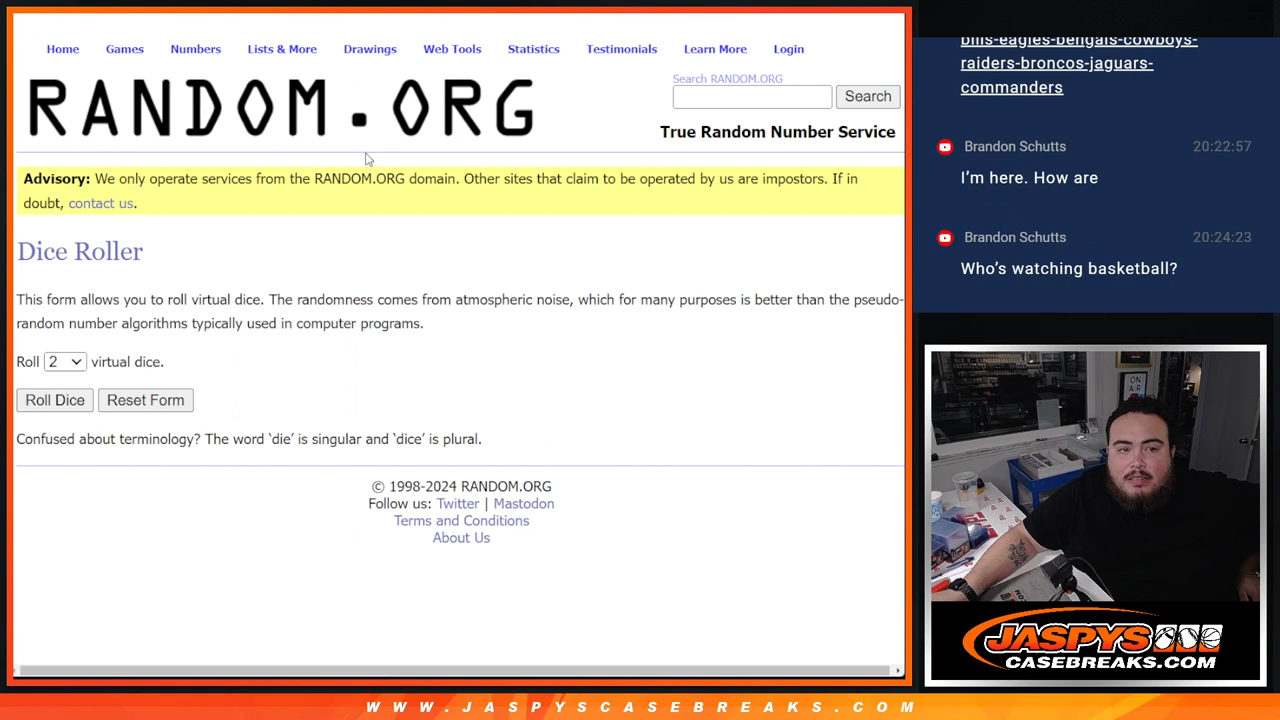 Home Games Numbers Lists & More Drawings Web Tools Statistics Testimonials Learn More Login
RANDOM.ORG
Search RANDOM.ORG
Search
True Random Number Service
Advisory: We only operate services from the RANDOM.ORG domain. Other sites that claim to be operated by us are impostors. If in
doubt, contact us.
Dice Roller
This form allows you to roll virtual dice. The randomness comes from atmospheric noise, which for many purposes is better than the pseudo-
random number algorithms typically used in computer programs.
Roll 2 virtual dice.
Roll Dice Reset Form
Confused about terminology? The word ‘die’ is singular and ‘dice’ is plural.
© 1998-2024 RANDOM.ORG
Follow us: Twitter | Mastodon
Terms and Conditions
About Us
bills-eagles-bengals-cowboys-
raiders-broncos-jaguars-
commanders
Brandon Schutts 20:22:57
I’m here. How are
Brandon Schutts 20:24:23
Who’s watching basketball?
ON
AIR
JASPYS
CASEBREAKS.COM
WWW.JASPYSCASEBREAKS.COM